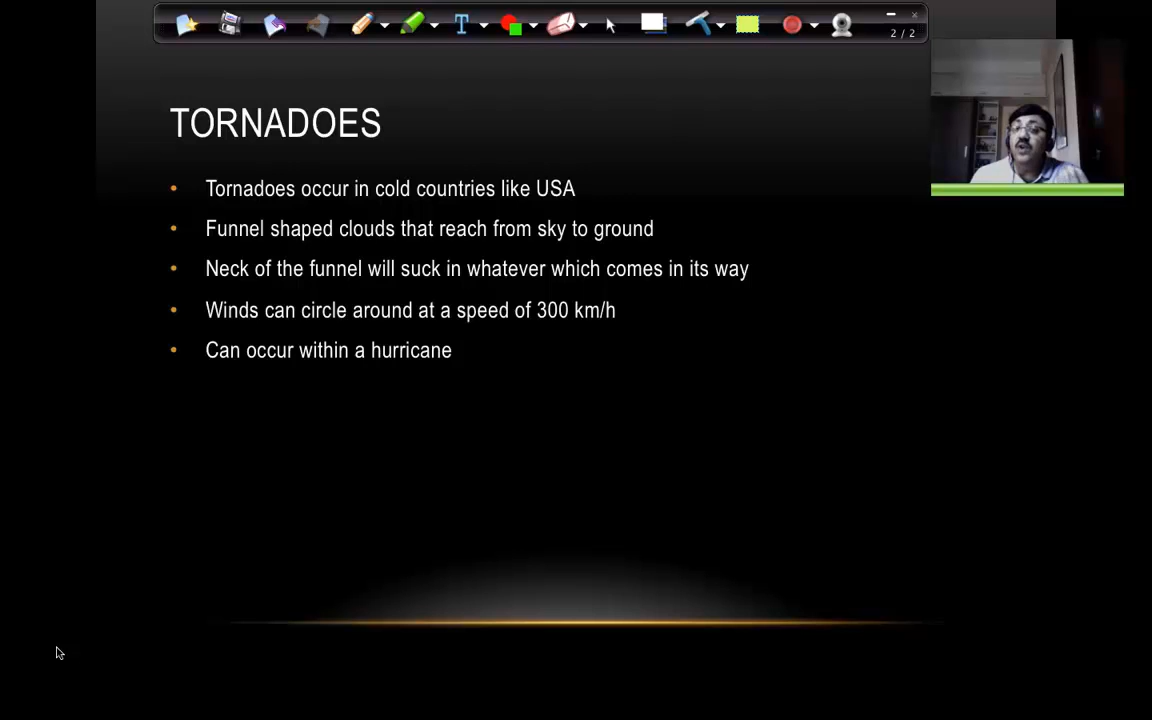 2 / 2
TORNADOES
• Tornadoes occur in cold countries like USA
• Funnel shaped clouds that reach from sky to ground
• Neck of the funnel will suck in whatever which comes in its way
• Winds can circle around at a speed of 300 km/h
• Can occur within a hurricane